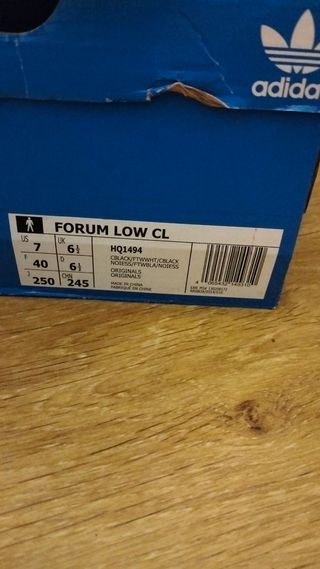 adidas
FORUM LOW CL
US 7 UK 6½
F 40 D 6½
J 250 CHN 245
HQ1494
CBLACK/FTWWHT/CBLACK
NOIESS/FTWBLA/NOIESS
ORIGINALS
ORIGINALS
MADE IN CHINA
FABRIQUE EN CHINE